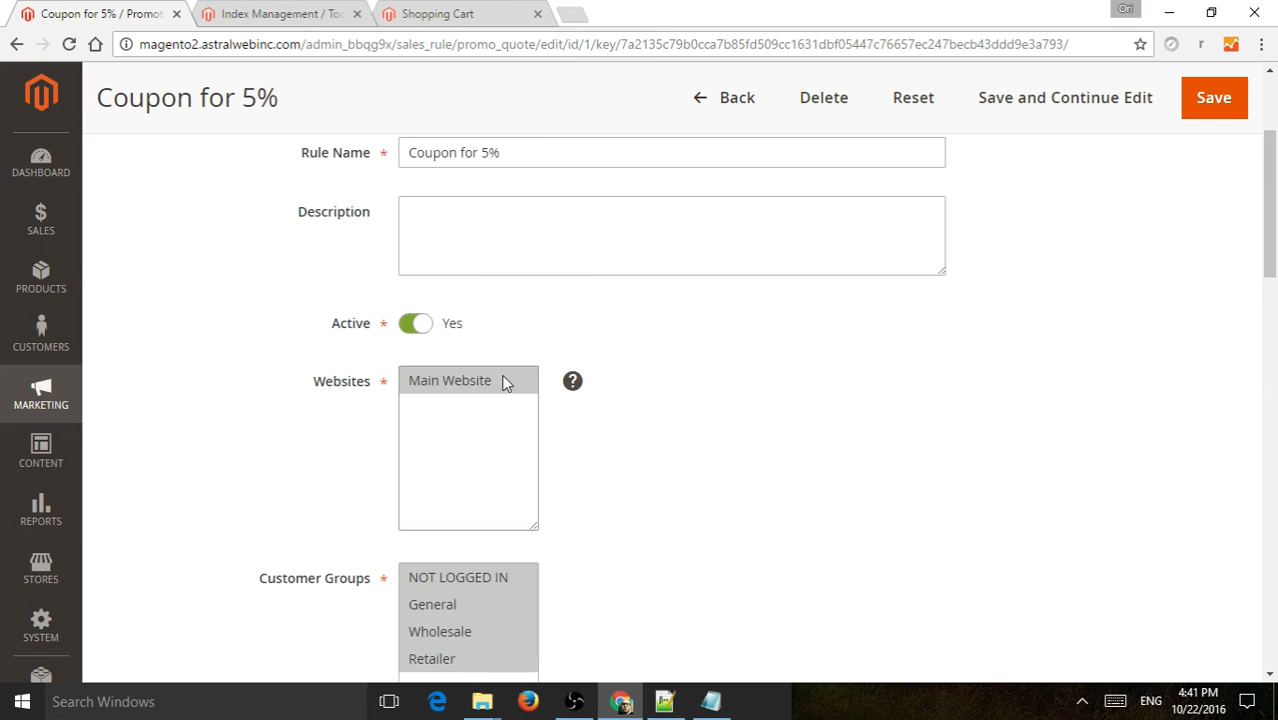 Coupon for 5% / Promot
Index Management / Too
Shopping Cart
Ori
magento2.astralwebinc.com/admin_bbqg9x/sales_rule/promo_quote/edit/id/1/key/7a2135c79b0cca7b85fd509cc1631dbf05447c76657ec247becb43ddd9e3a793/
r
Coupon for 5%
Back
Delete
Reset
Save and Continue Edit
Save
DASHBOARD
$
SALES
PRODUCTS
CUSTOMERS
MARKETING
CONTENT
REPORTS
STORES
SYSTEM
Rule Name *
Coupon for 5%
Description
Active *
Yes
Websites *
Main Website
?
Customer Groups *
NOT LOGGED IN
General
Wholesale
Retailer
Search Windows
ENG
4:41 PM
10/22/2016